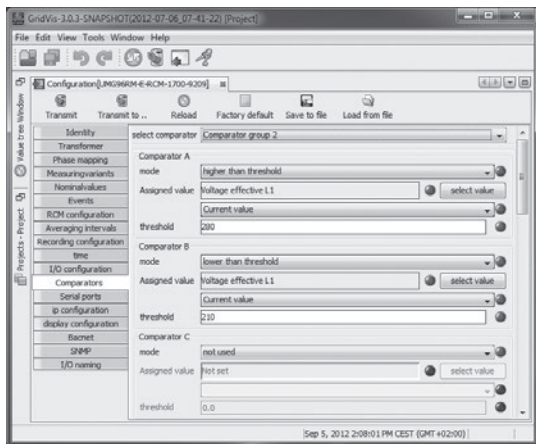 GridVis-3.0.3-SNAPSHOT(2012-07-06_07-41-22) [Project]
File Edit View Tools Window Help
Configuration[UMG96RM-E-RCM-1700-9209]
Transmit Transmit to .. Reload Factory default Save to file Load from file
Value tree Window
Projects - Project
Identity
Transformer
Phase mapping
Measuringvariants
Nominalvalues
Events
RCM configuration
Averaging intervals
Recording configuration
time
I/O configuration
Comparators
Serial ports
ip configuration
display configuration
Bacnet
SNMP
I/O naming
select comparator Comparator group 2
Comparator A
mode higher than threshold
Assigned value Voltage effective L1 select value
Current value
threshold 280
Comparator B
mode lower than threshold
Assigned value Voltage effective L1 select value
Current value
threshold 210
Comparator C
mode not used
Assigned value Not set select value
threshold 0.0
Sep 5, 2012 2:08:01 PM CEST (GMT+02:00)